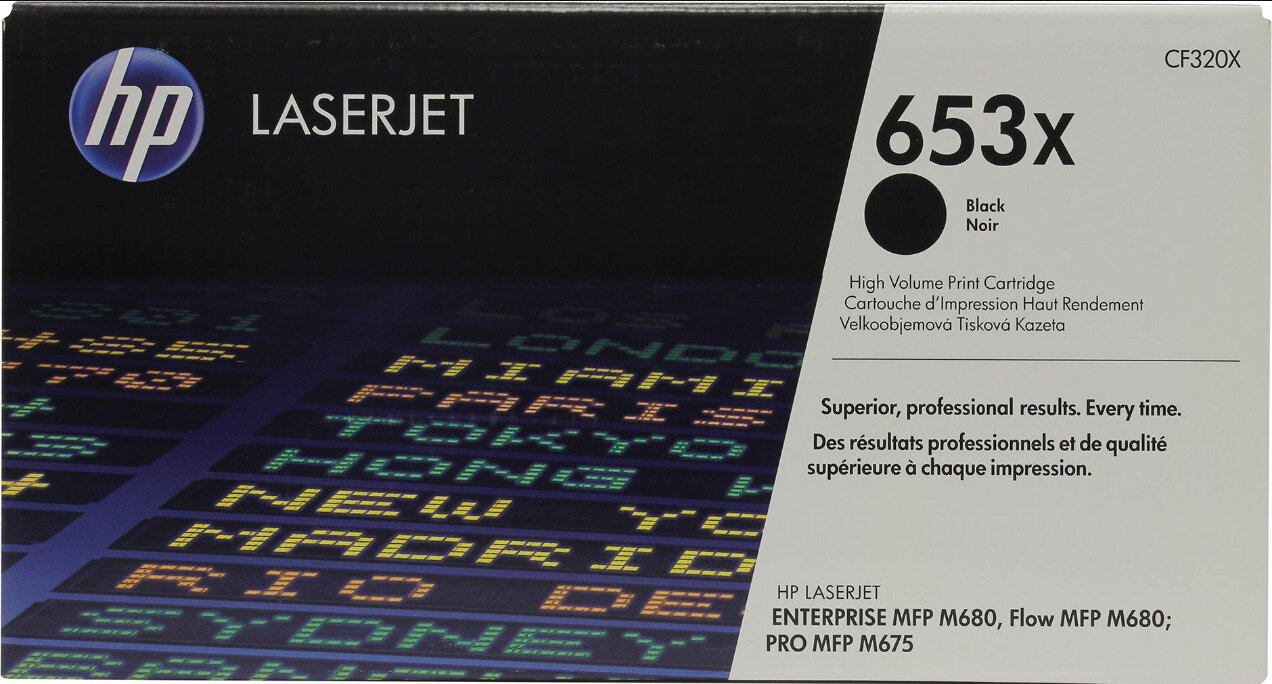 hp
LASERJET
CF320X
653X
Black
Noir
High Volume Print Cartridge
Cartouche d'Impression Haut Rendement
Velkoobjemová Tisková Kazeta
Superior, professional results. Every time.
Des résultats professionnels et de qualité
supérieure à chaque impression.
HP LASERJET
ENTERPRISE MFP M680, Flow MFP M680;
PRO MFP M675
MIAMI
PARIS
TOKYO
HONG
NEW
MADRID
RIO DE
SYDNEY